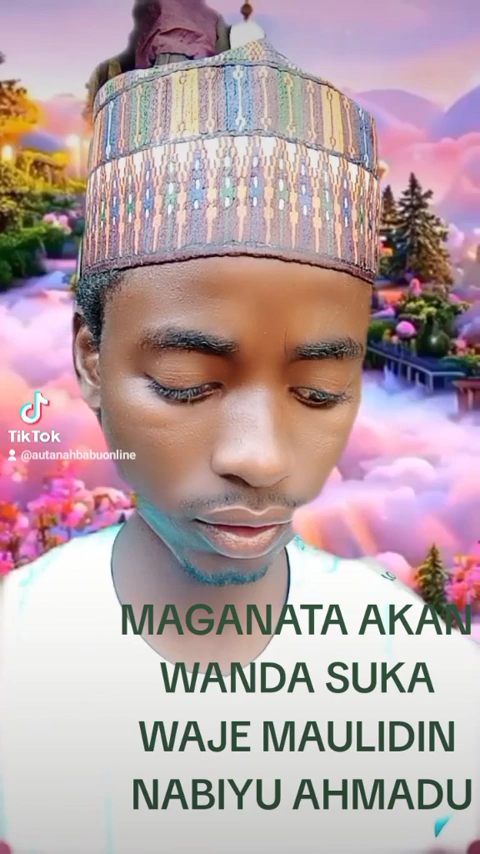 TikTok
@autanahbabuonline
MAGANATA AKAN
WANDA SUKA
WAJE MAULIDIN
NABIYU AHMADU